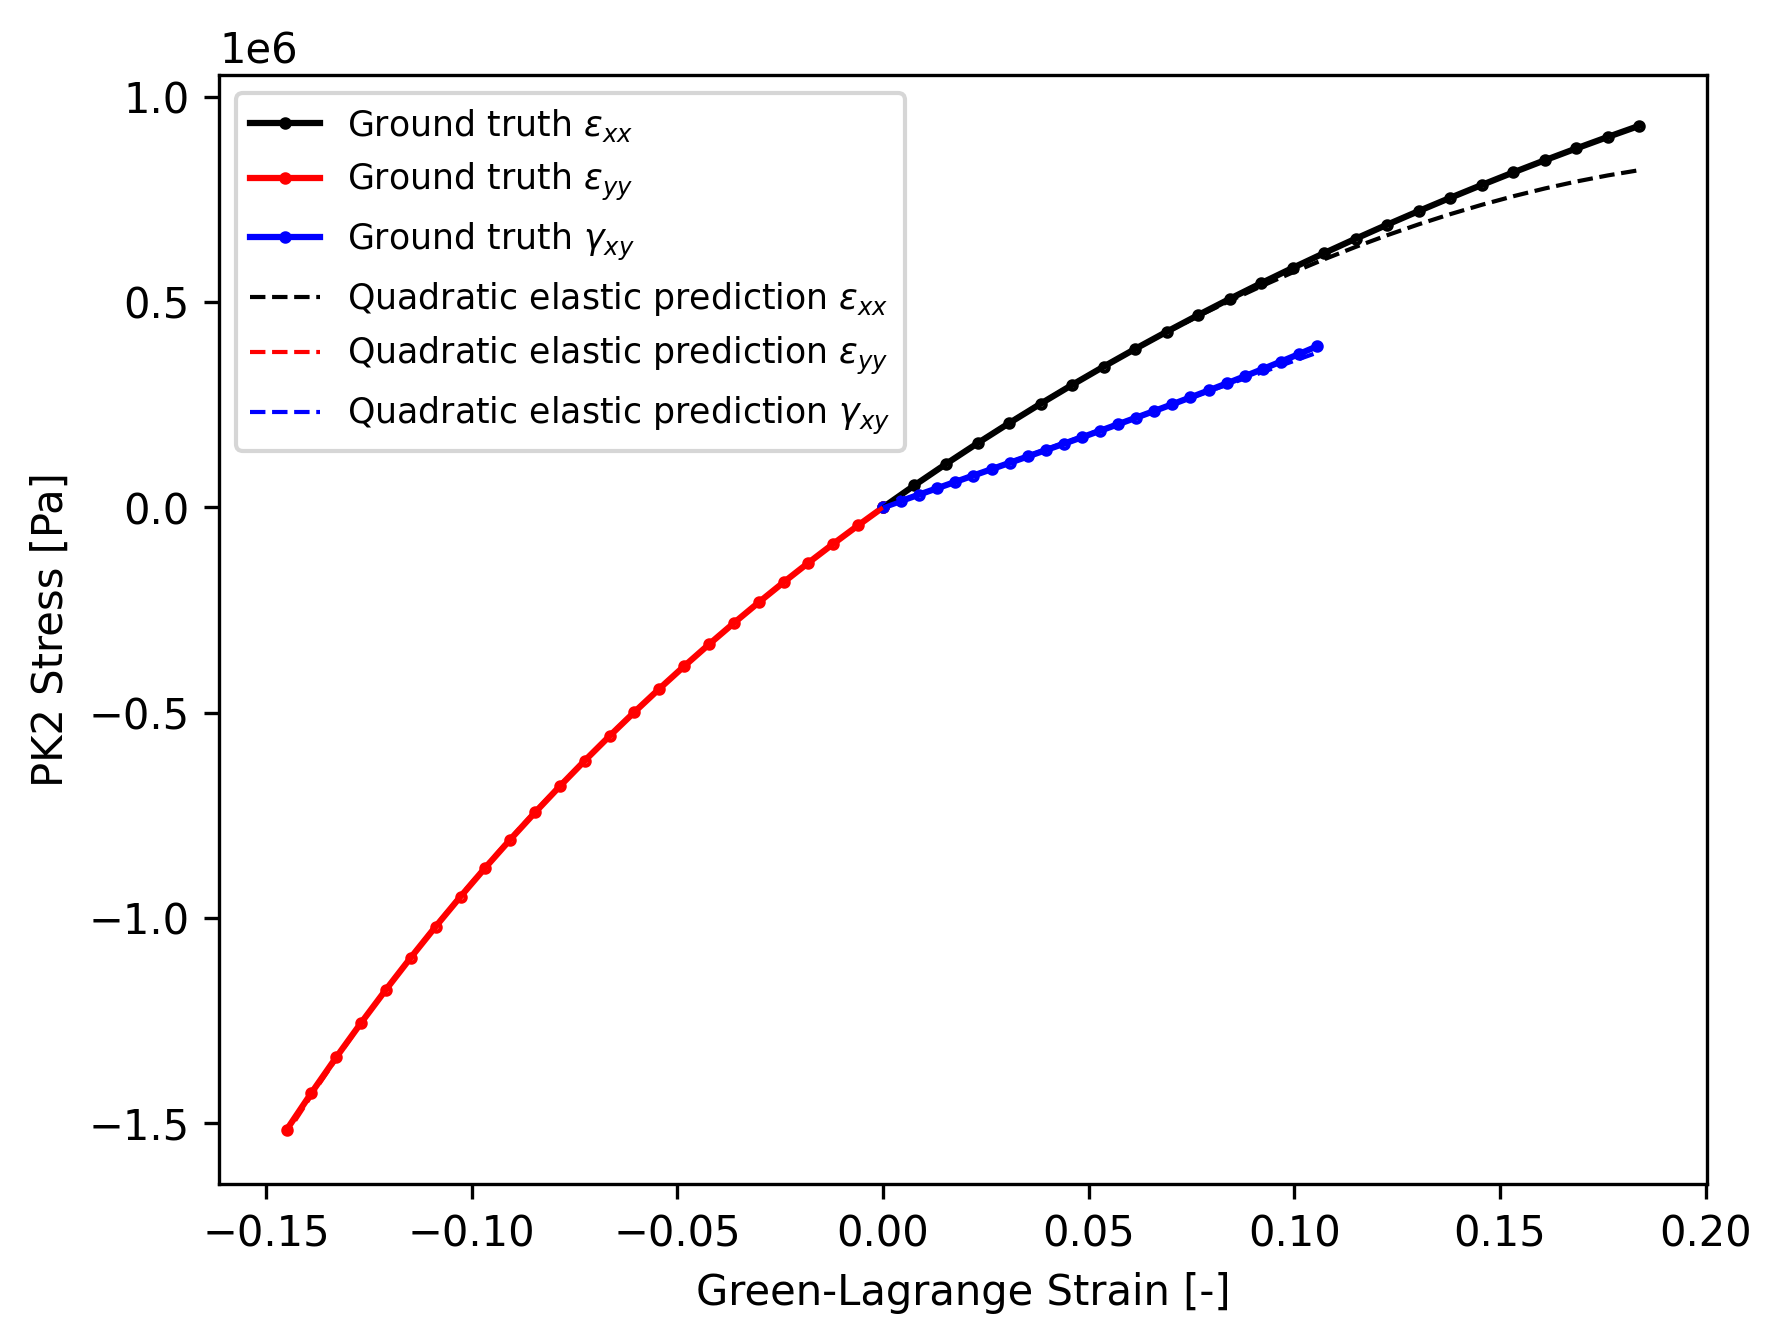 1e6
1.0
0.5
0.0
−0.5
−1.0
−1.5
PK2 Stress [Pa]
Ground truth εxx
Ground truth εyy
Ground truth γxy
Quadratic elastic prediction εxx
Quadratic elastic prediction εyy
Quadratic elastic prediction γxy
−0.15 −0.10 −0.05 0.00 0.05 0.10 0.15 0.20
Green-Lagrange Strain [-]